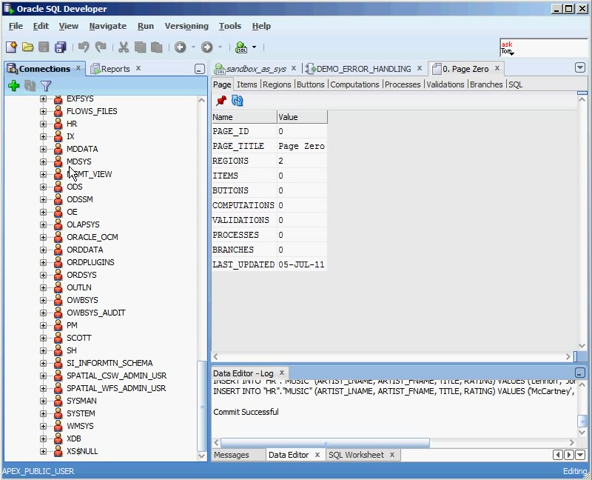 Oracle SQL Developer
File Edit View Navigate Run Versioning Tools Help
ask
Tom
Connections Reports
sandbox_as_sys DEMO_ERROR_HANDLING 0. Page Zero
Page Items Regions Buttons Computations Processes Validations Branches SQL
EXFSYS
FLOWS_FILES
HR
IX
MDDATA
MDSYS
MGMT_VIEW
ODS
ODSSM
OE
OLAPSYS
ORACLE_OCM
ORDDATA
ORDPLUGINS
ORDSYS
OUTLN
OWBSYS
OWBSYS_AUDIT
PM
SCOTT
SH
SI_INFORMTN_SCHEMA
SPATIAL_CSW_ADMIN_USR
SPATIAL_WFS_ADMIN_USR
SYSMAN
SYSTEM
WMSYS
XDB
XS$NULL
Name Value
PAGE_ID 0
PAGE_TITLE Page Zero
REGIONS 2
ITEMS 0
BUTTONS 0
COMPUTATIONS 0
VALIDATIONS 0
PROCESSES 0
BRANCHES 0
LAST_UPDATED 05-JUL-11
Data Editor - Log
INSERT INTO "HR"."MUSIC" (ARTIST_LNAME, ARTIST_FNAME, TITLE, RATING) VALUES ('Lennon', 'Jo
INSERT INTO "HR"."MUSIC" (ARTIST_LNAME, ARTIST_FNAME, TITLE, RATING) VALUES ('McCartney',
Commit Successful
Messages Data Editor SQL Worksheet
APEX_PUBLIC_USER Editing